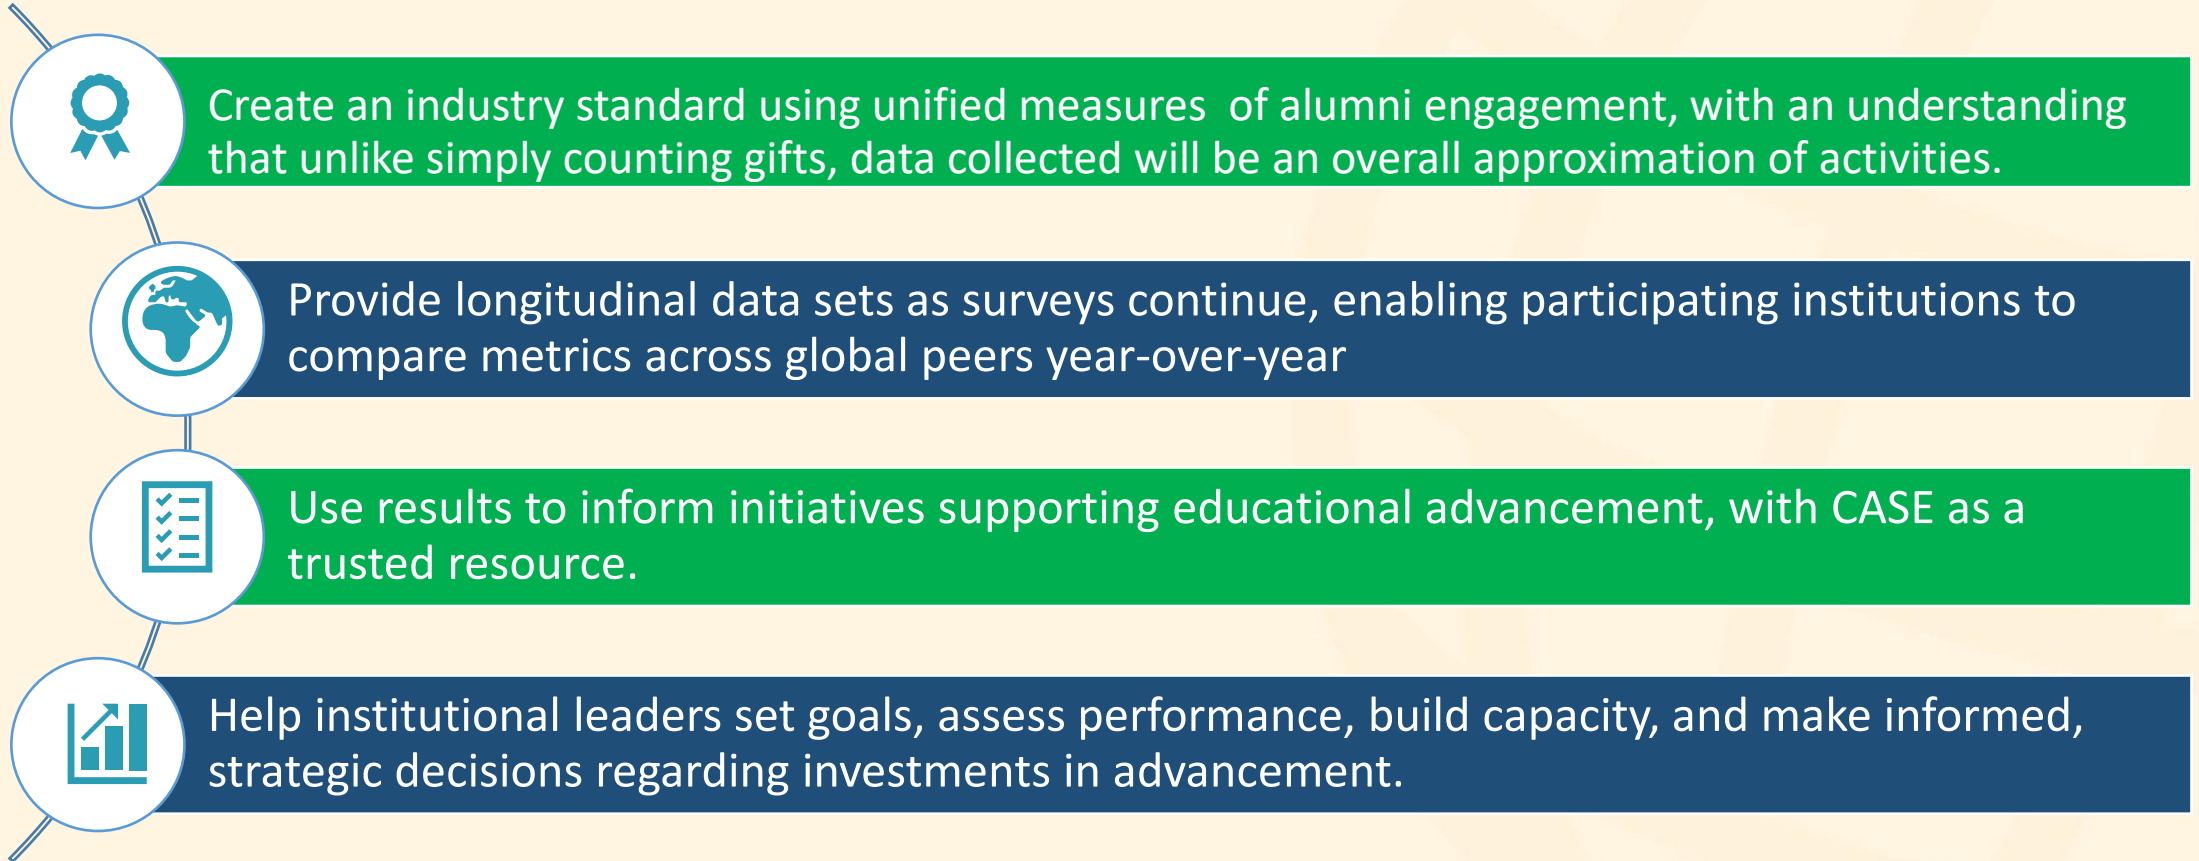 Create an industry standard using unified measures  of alumni engagement, with an understanding
that unlike simply counting gifts, data collected will be an overall approximation of activities.
Provide longitudinal data sets as surveys continue, enabling participating institutions to
compare metrics across global peers year-over-year
Use results to inform initiatives supporting educational advancement, with CASE as a
trusted resource.
Help institutional leaders set goals, assess performance, build capacity, and make informed,
strategic decisions regarding investments in advancement.